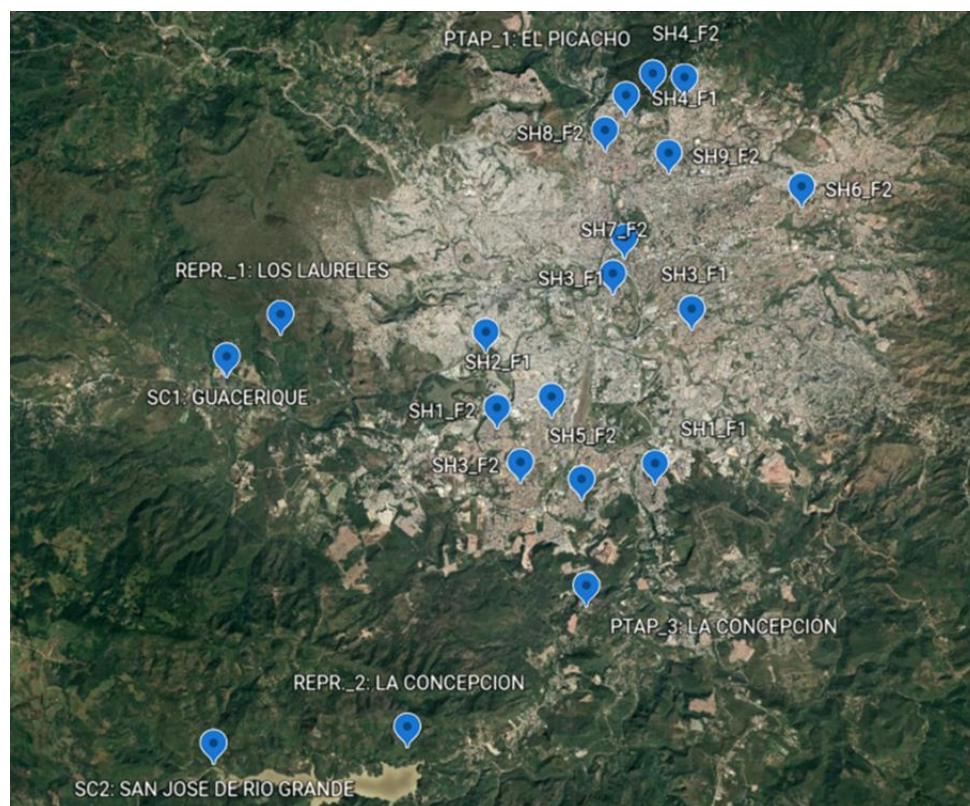 SH4_F2
PTAP_1: EL PICACHO
SH4_F1
SH8_F2
SH9_F2
SH6_F2
SH7_F2
REPR._1: LOS LAURELES
SH3_F1
SH3_F1
SH2_F1
SC1: GUACERIQUE
SH1_F2
SH5_F2
SH1_F1
SH3_F2
PTAP_3: LA CONCEPCIÓN
REPR._2: LA CONCEPCION
SC2: SAN JOSE DE RIO GRANDE